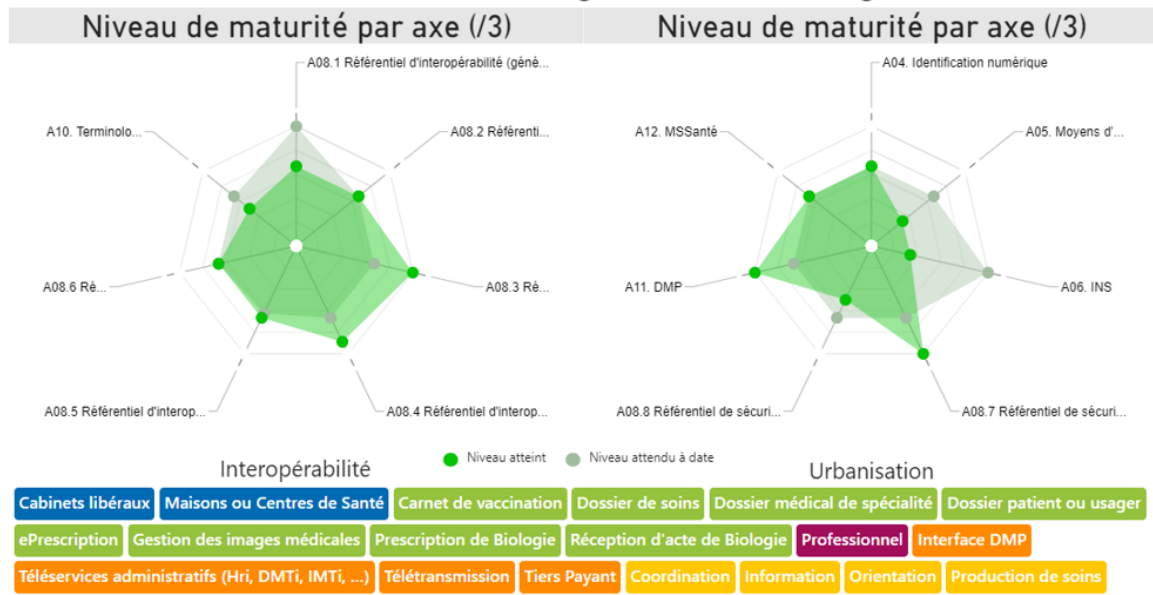 Niveau de maturité par axe (/3)
Niveau de maturité par axe (/3)
A08.1 Référentiel d'interopérabilité (géné...
A10. Terminolo...
A08.2 Référenti...
A08.6 Ré...
A08.3 Ré...
A08.5 Référentiel d'interop...
A08.4 Référentiel d'interop...
A04. Identification numérique
A12. MSSanté
A05. Moyens d'...
A11. DMP
A06. INS
A08.8 Référentiel de sécuri...
A08.7 Référentiel de sécuri...
Interopérabilité
Niveau atteint Niveau attendu à date
Urbanisation
Cabinets libéraux Maisons ou Centres de Santé Carnet de vaccination Dossier de soins Dossier médical de spécialité Dossier patient ou usager
ePrescription Gestion des images médicales Prescription de Biologie Réception d'acte de Biologie Professionnel Interface DMP
Téléservices administratifs (Hri, DMTi, IMTi, ...) Télétransmission Tiers Payant Coordination Information Orientation Production de soins